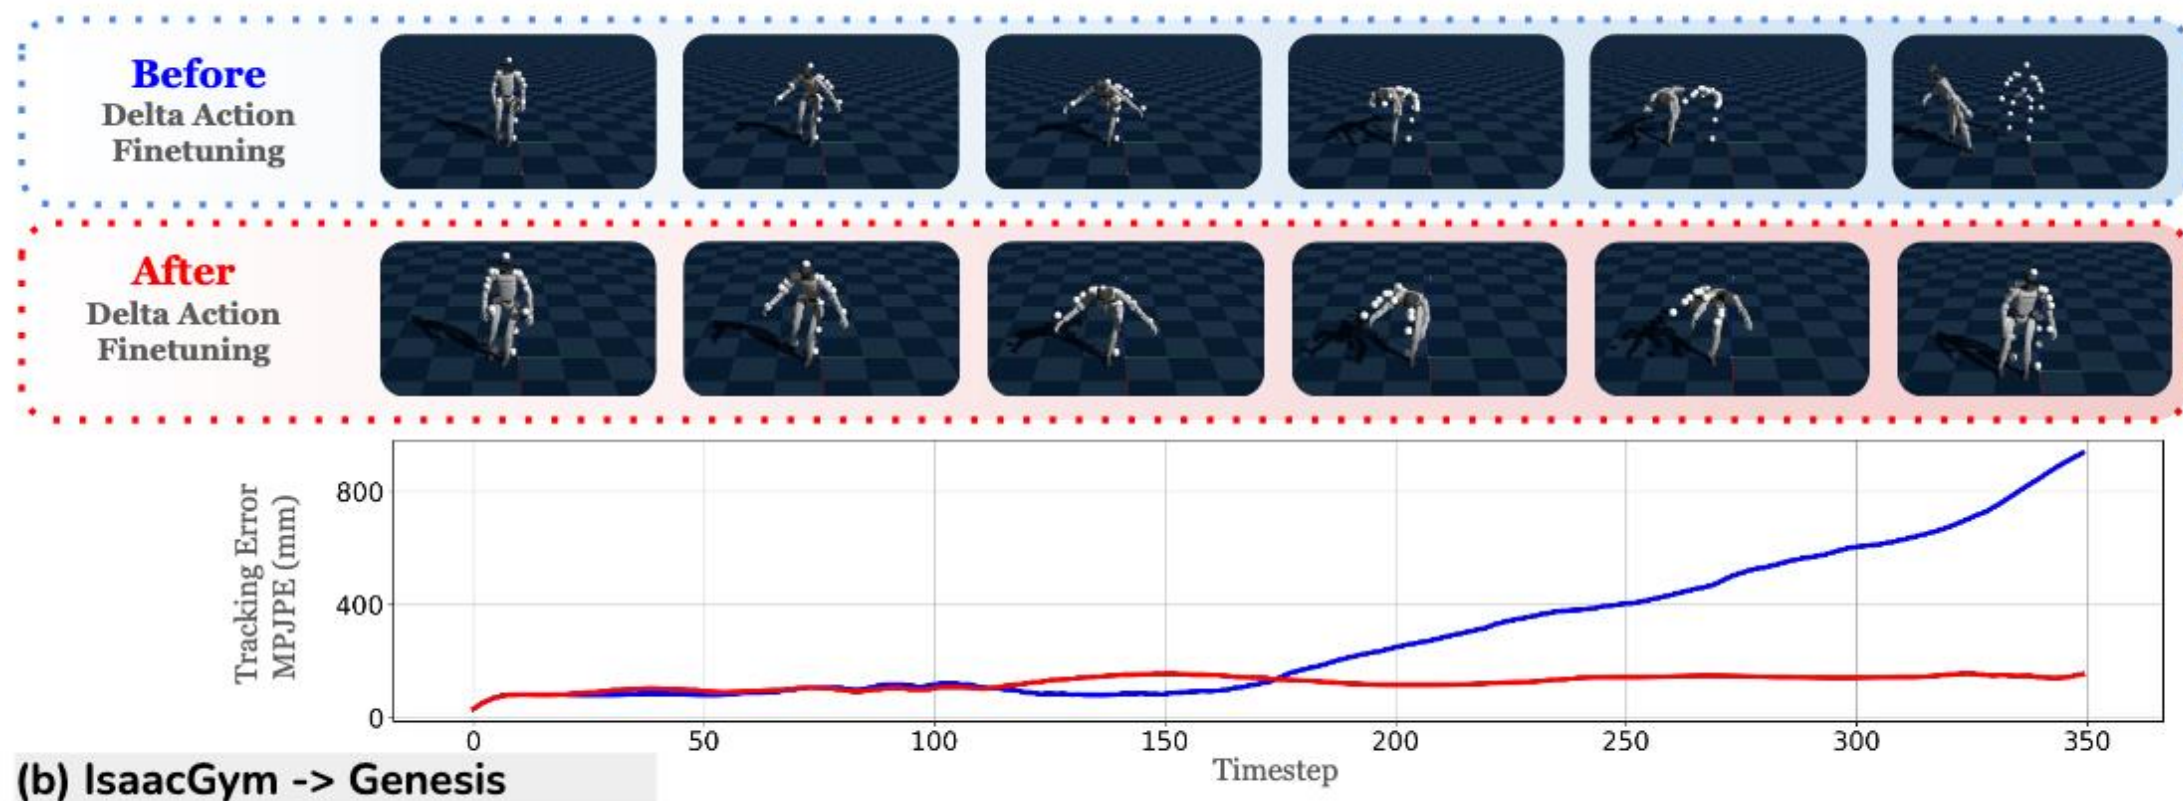 Before
Delta Action
Finetuning
After
Delta Action
Finetuning
Tracking Error
MPJPE (mm)
800
400
0
0 50 100 150 200 250 300 350
Timestep
(b) IsaacGym -> Genesis